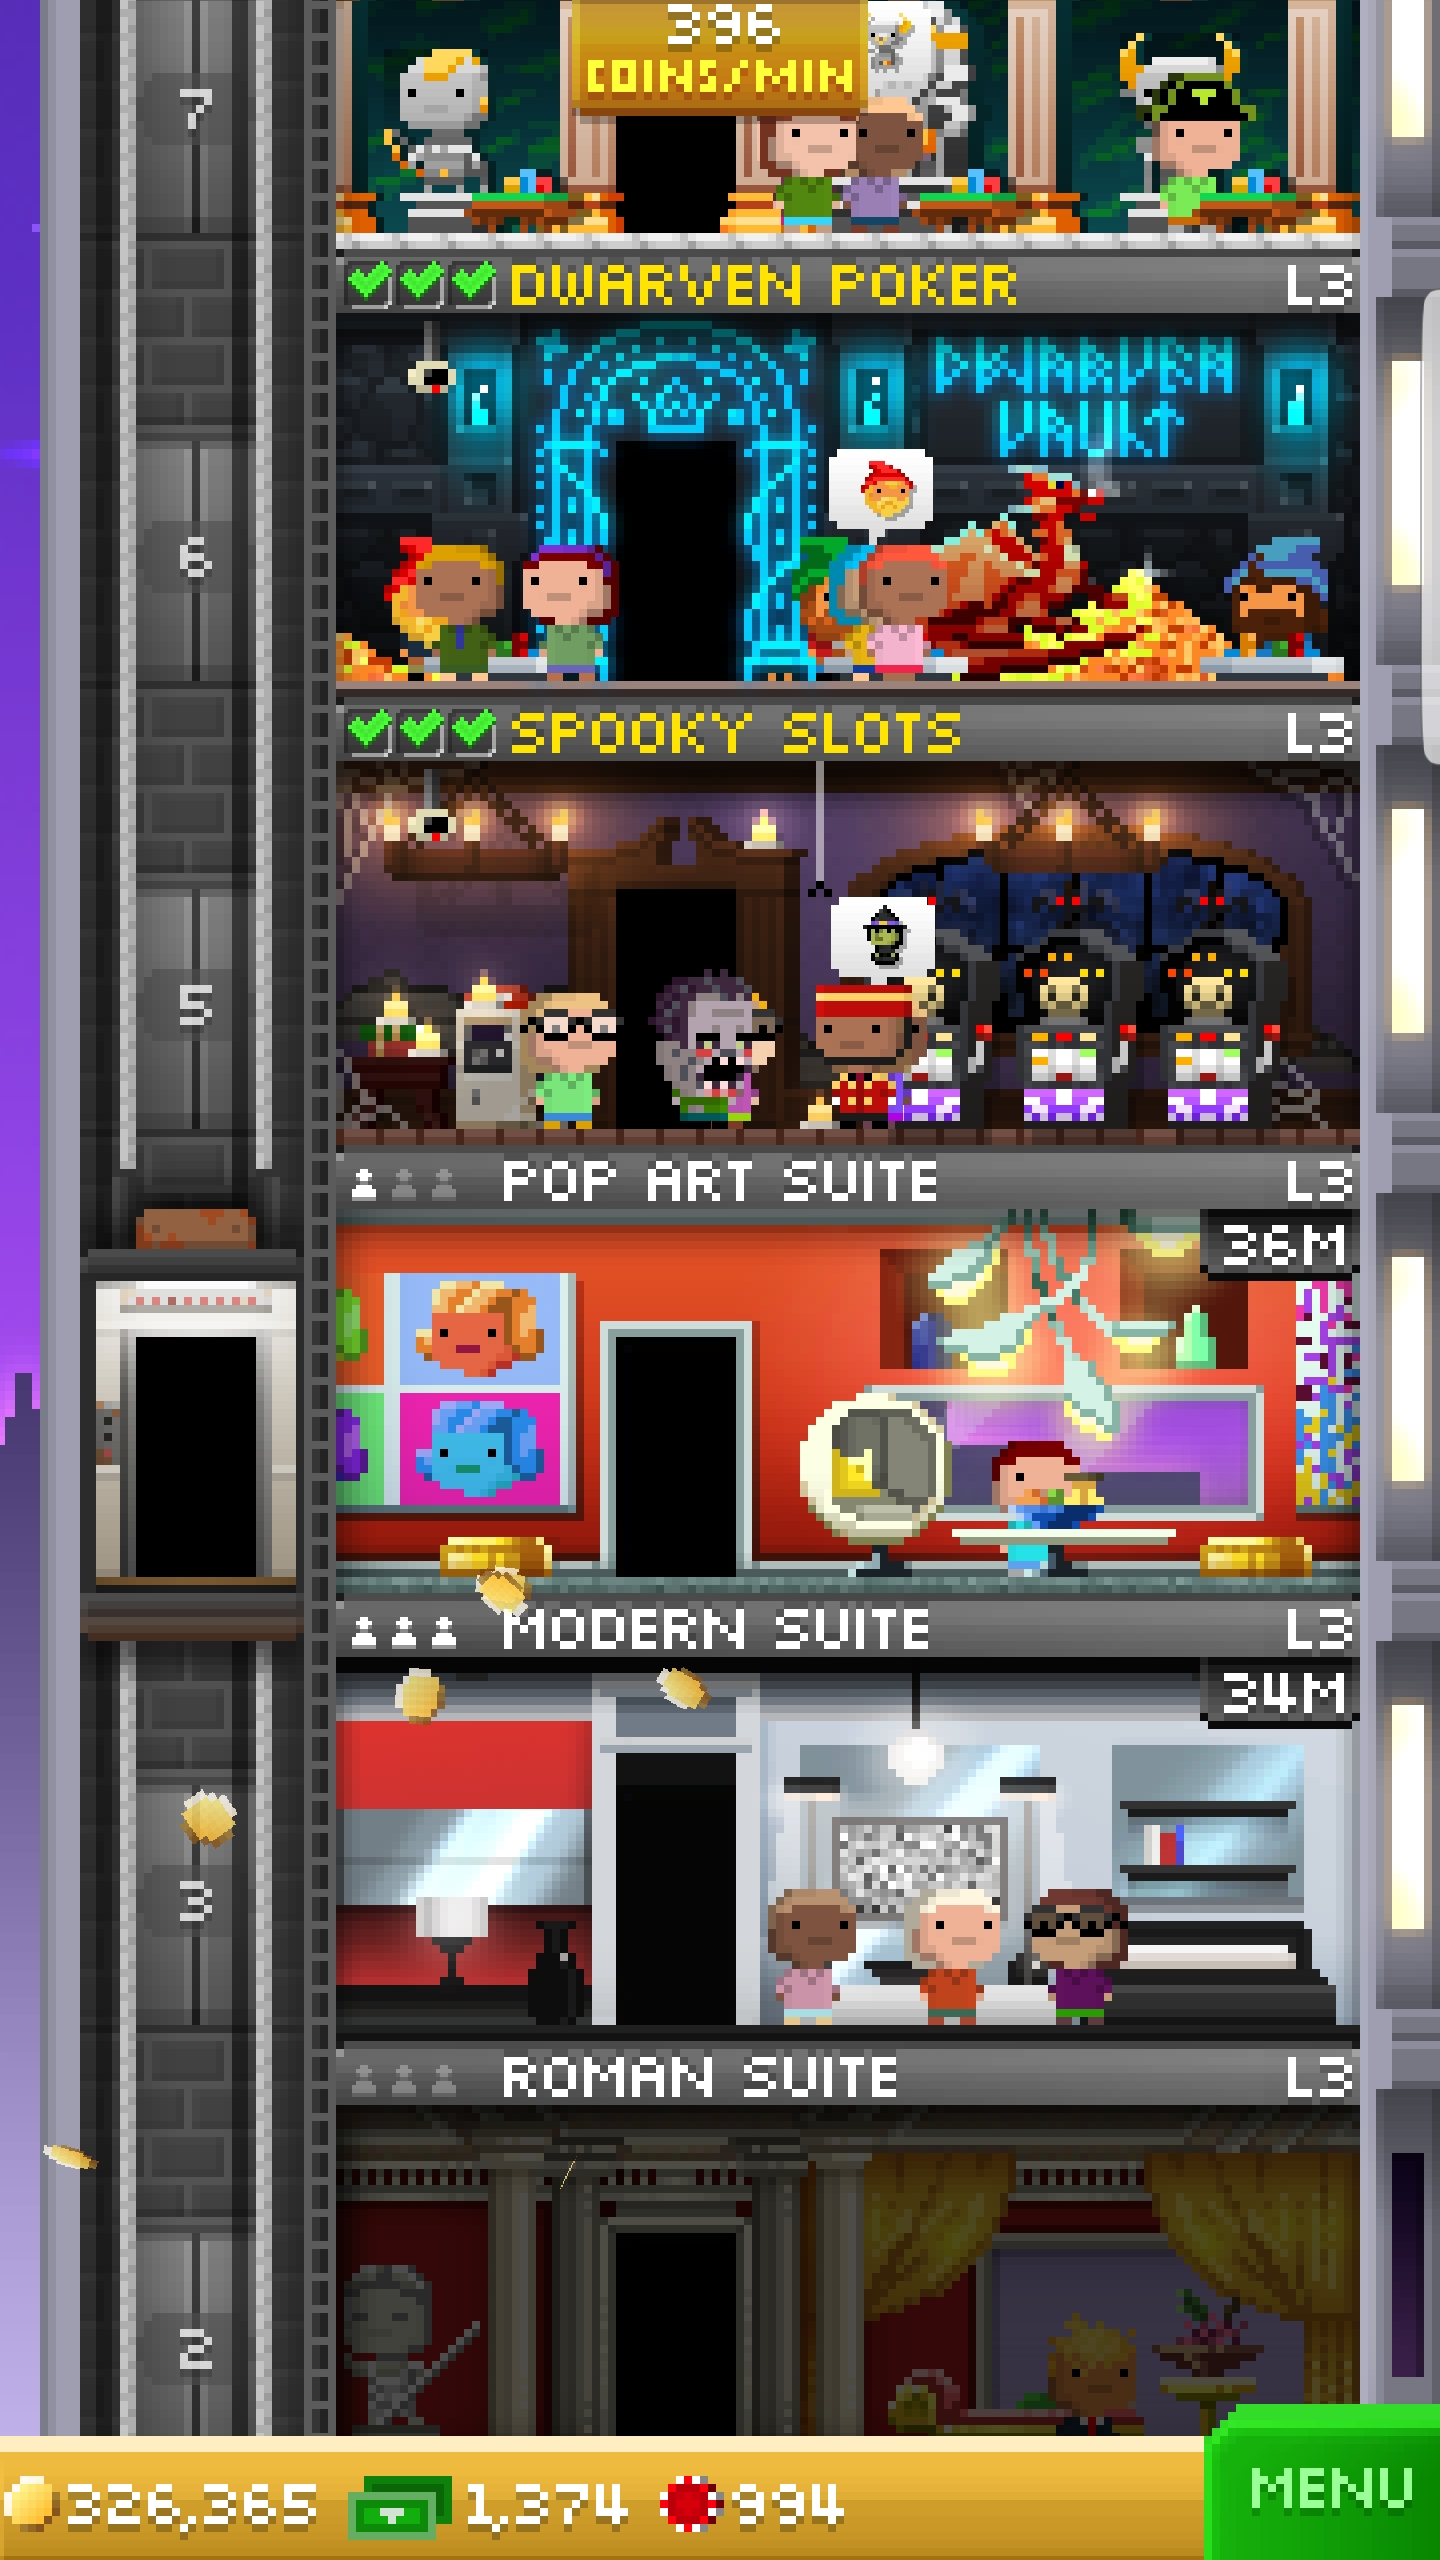 396
COINS/MIN
7
DWARVEN POKER L3
DWARVEN
VAULT
6
SPOOKY SLOTS L3
5
POP ART SUITE L3
36M
MODERN SUITE L3
34M
3
ROMAN SUITE L3
2
326,365 1,374 994 MENU